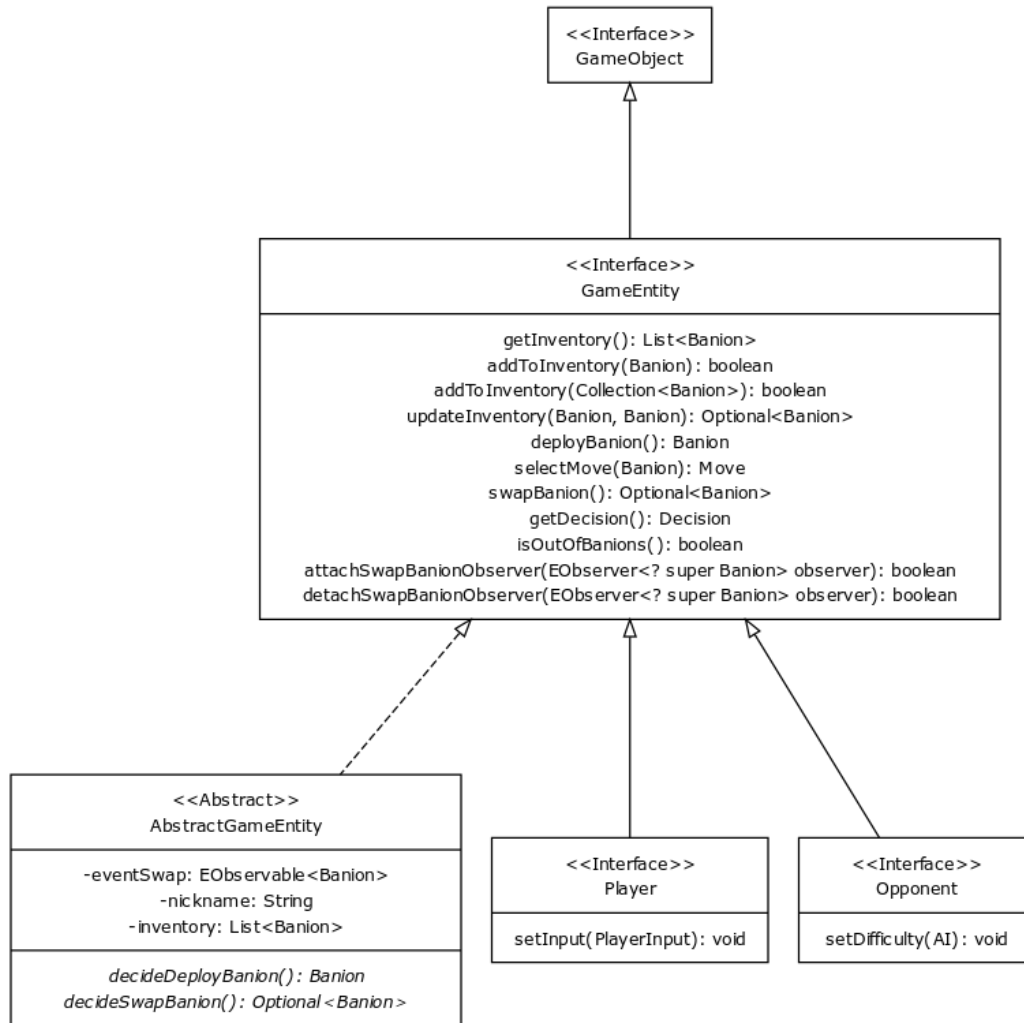 <<Interface>>
GameObject
<<Interface>>
GameEntity
getInventory(): List<Banion>
addToInventory(Banion): boolean
addToInventory(Collection<Banion>): boolean
updateInventory(Banion, Banion): Optional<Banion>
deployBanion(): Banion
selectMove(Banion): Move
swapBanion(): Optional<Banion>
getDecision(): Decision
isOutOfBanions(): boolean
attachSwapBanionObserver(EObserver<? super Banion> observer): boolean
detachSwapBanionObserver(EObserver<? super Banion> observer): boolean
<<Abstract>>
AbstractGameEntity
-eventSwap: EObservable<Banion>
-nickname: String
-inventory: List<Banion>
decideDeployBanion(): Banion
decideSwapBanion(): Optional<Banion>
<<Interface>>
Player
setInput(PlayerInput): void
<<Interface>>
Opponent
setDifficulty(AI): void